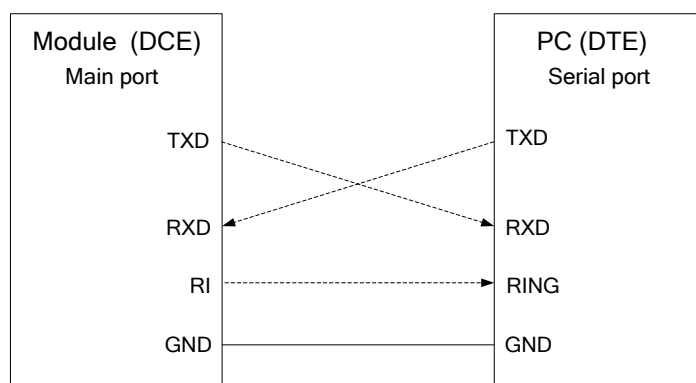 Module (DCE)
Main port
TXD
RXD
RI
GND
PC (DTE)
Serial port
TXD
RXD
RING
GND